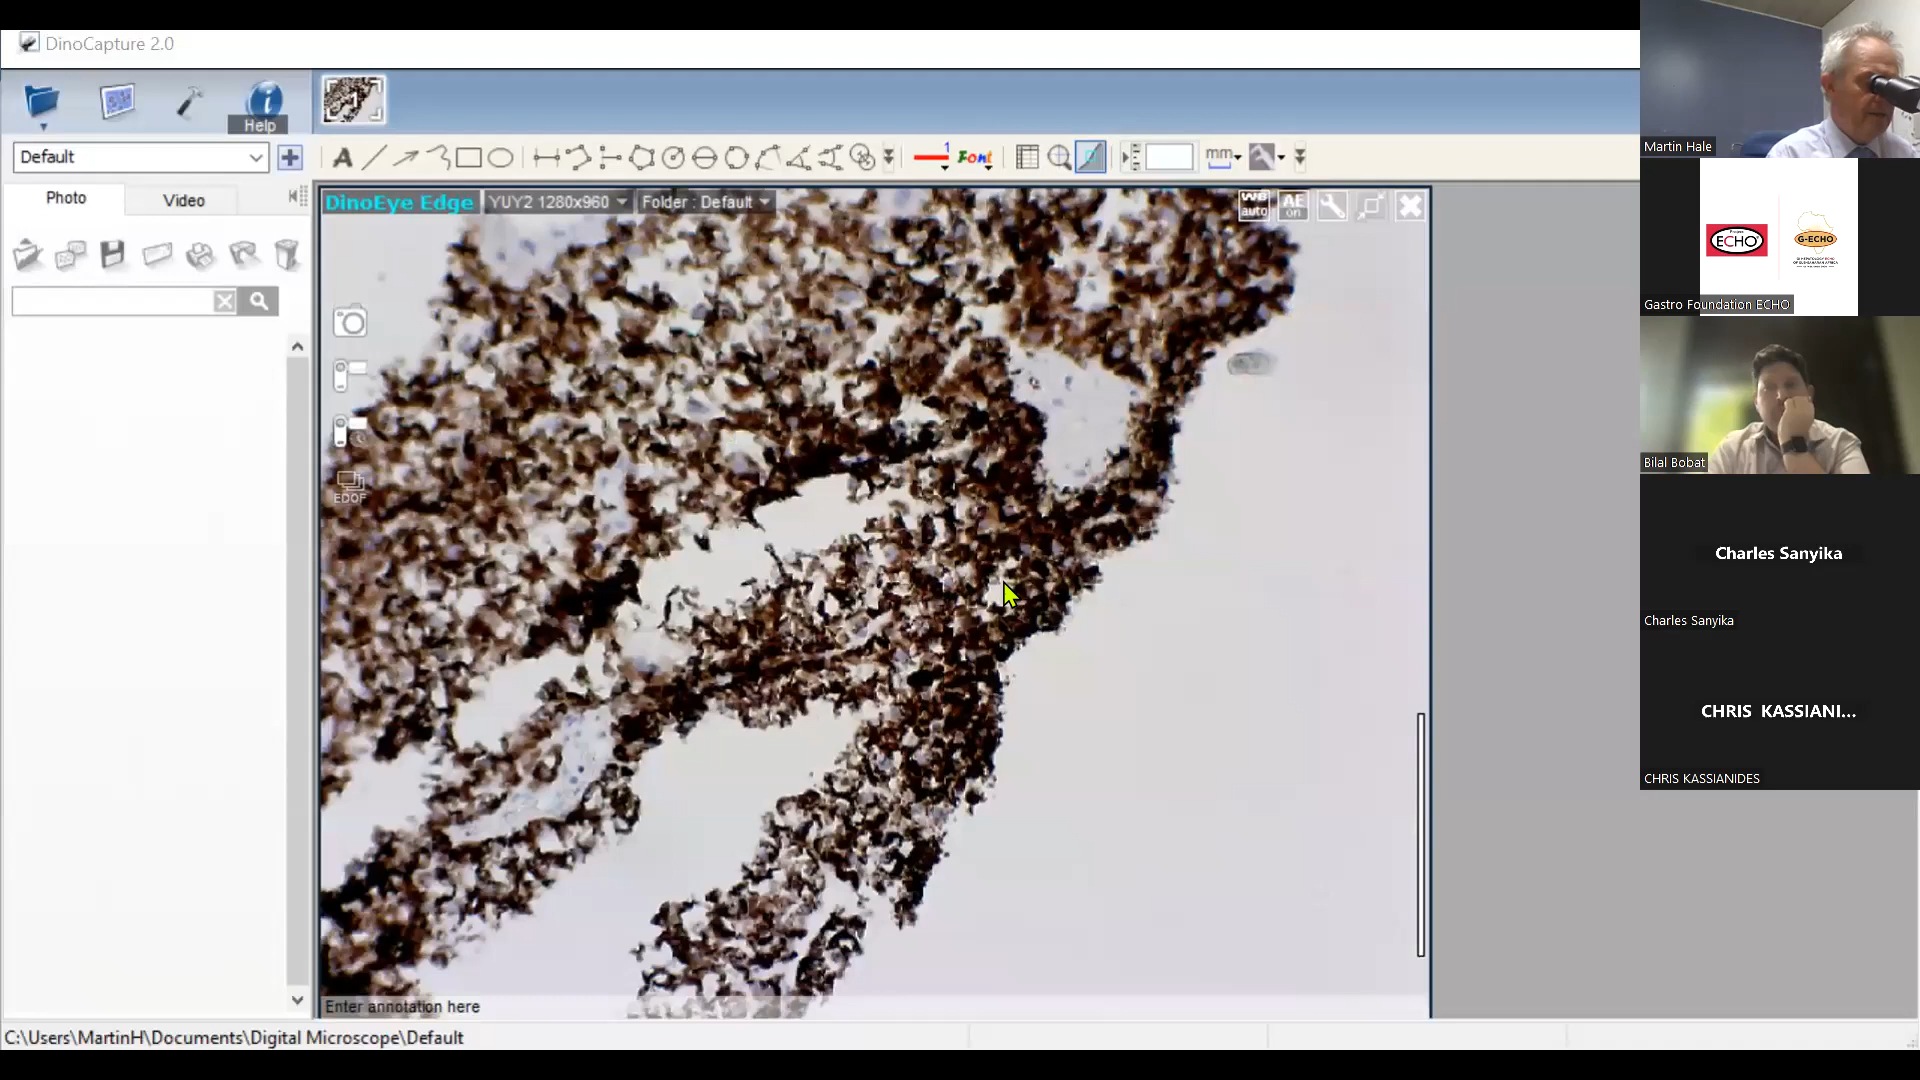 DinoCapture 2.0
Help
Default
Photo
Video
A
1
Font
mm
DinoEye Edge
YUY2 1280x960
Folder : Default
WB
auto
AE
on
EDOF
Enter annotation here
C:\Users\MartinH\Documents\Digital Microscope\Default
Martin Hale
Project
ECHO
G-ECHO
Gastro Foundation ECHO
Bilal Bobat
Charles Sanyika
Charles Sanyika
CHRIS KASSIANI...
CHRIS KASSIANIDES